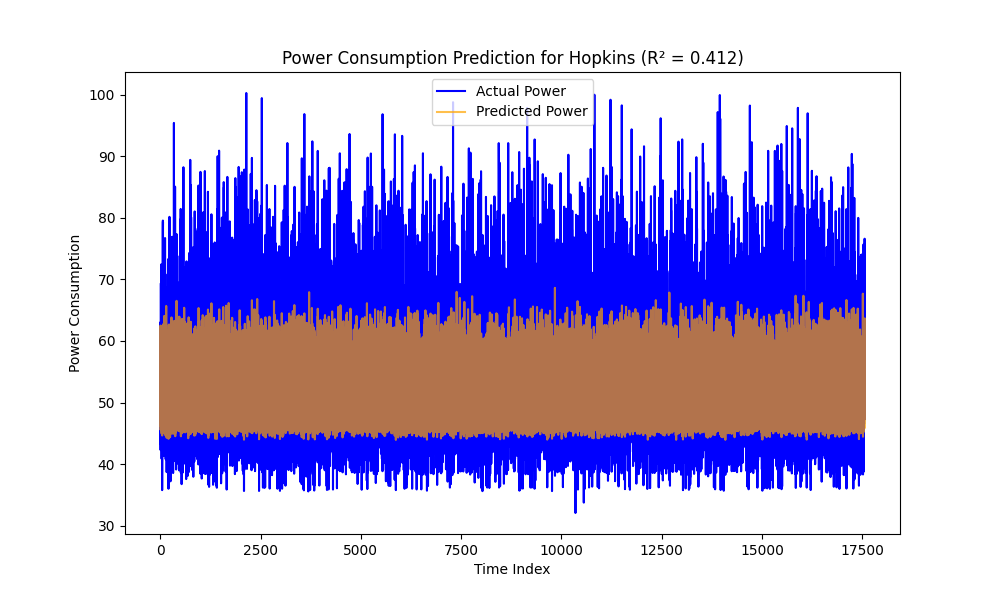 Power Consumption Prediction for Hopkins (R² = 0.412)
Actual Power
Predicted Power
Power Consumption
100
90
80
70
60
50
40
30
0 2500 5000 7500 10000 12500 15000 17500
Time Index